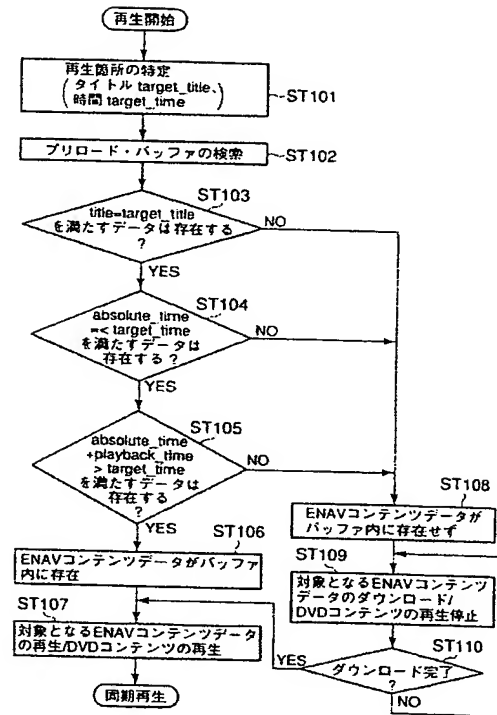 再生開始
再生箇所の特定
(タイトル target_title、
時間 target_time)
ST101
プリロード・バッファの検索
ST102
ST103
title=target_title
を満たすデータは存在する
?
NO
YES
ST104
absolute_time
=< target_time
を満たすデータは
存在する ?
NO
YES
ST105
absolute_time
+playback_time
> target_time
を満たすデータは
存在する
?
NO
YES
ST106
ENAVコンテンツデータがバッファ
内に存在
ST107
対象となるENAVコンテンツデータ
の再生/DVDコンテンツの再生
同期再生
ST108
ENAVコンテンツデータが
バッファ内に存在せず
ST109
対象となるENAVコンテンツ
データのダウンロード/
DVDコンテンツの再生停止
ST110
ダウンロード完了
?
YES
NO